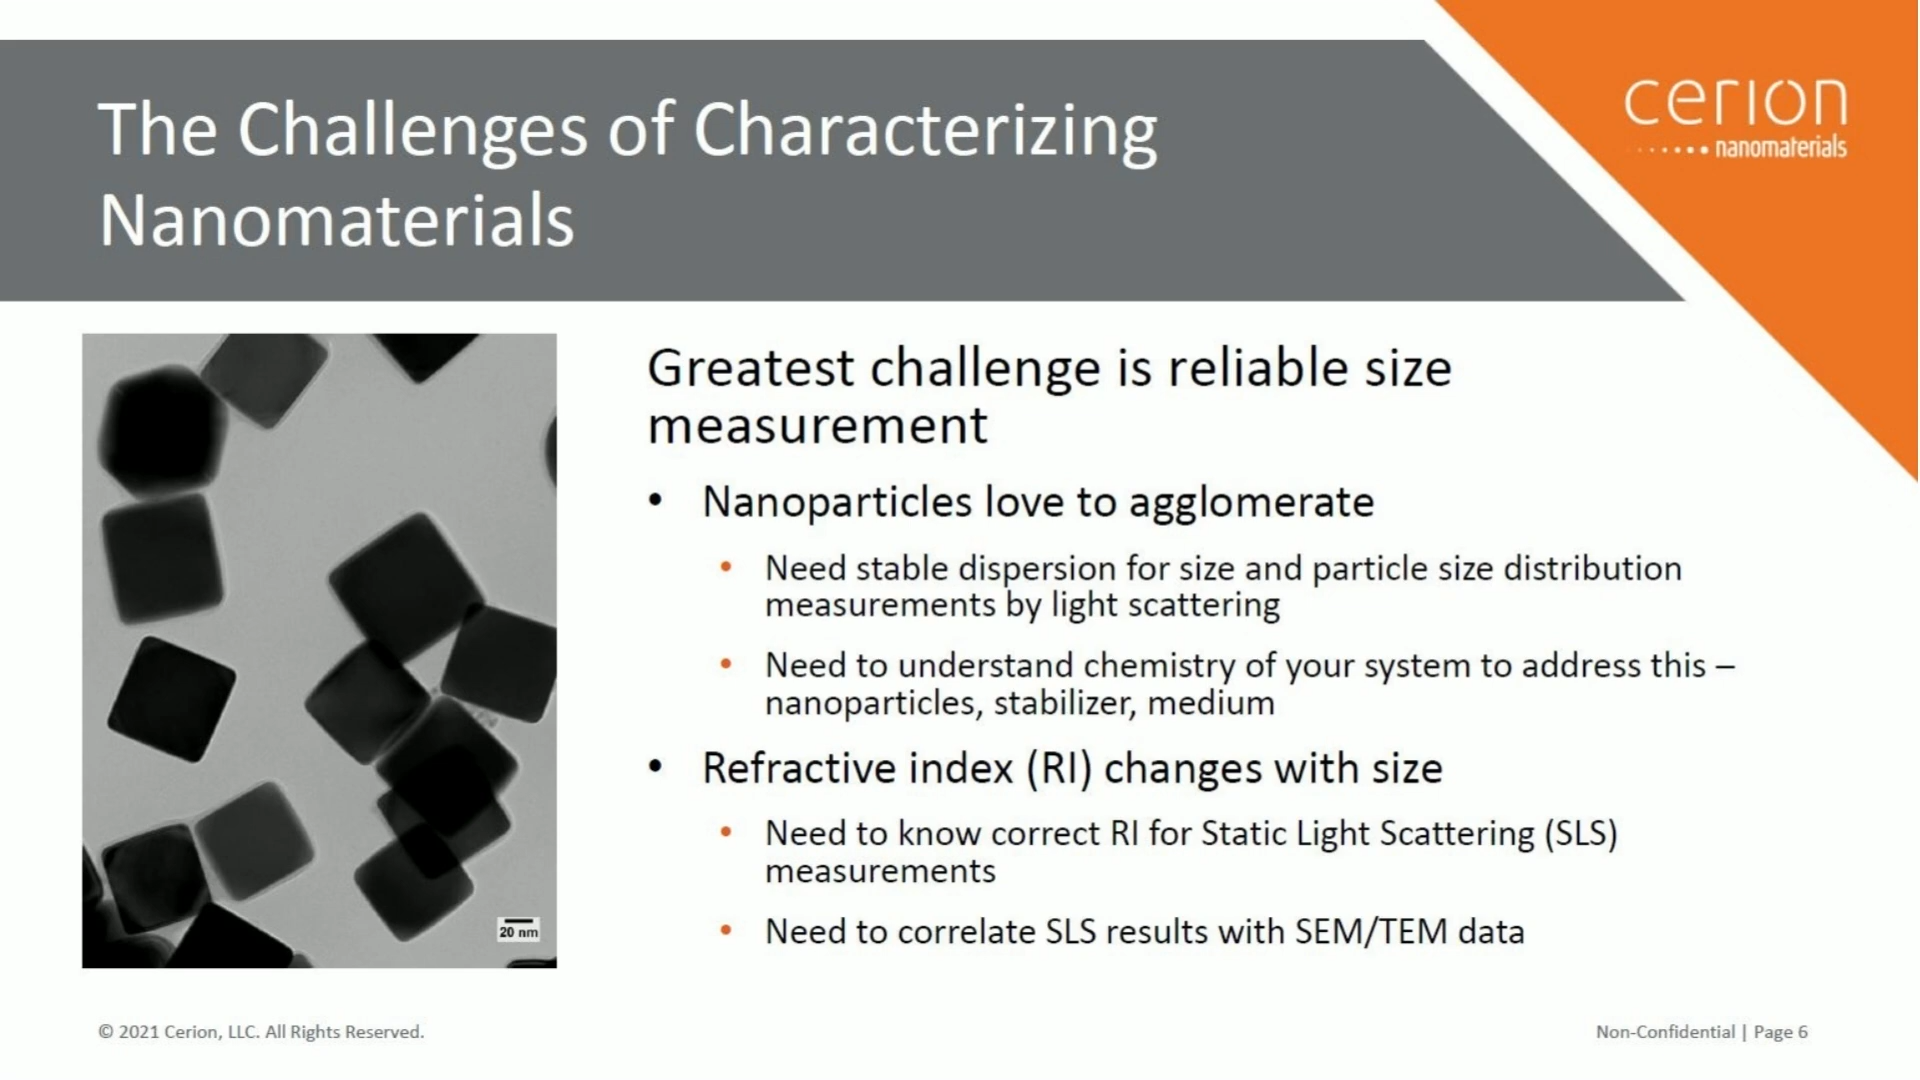 The Challenges of Characterizing
Nanomaterials
cerion
nanomaterials
Greatest challenge is reliable size
measurement
• Nanoparticles love to agglomerate
• Need stable dispersion for size and particle size distribution
measurements by light scattering
• Need to understand chemistry of your system to address this –
nanoparticles, stabilizer, medium
• Refractive index (RI) changes with size
• Need to know correct RI for Static Light Scattering (SLS)
measurements
• Need to correlate SLS results with SEM/TEM data
20 nm
© 2021 Cerion, LLC. All Rights Reserved.
Non-Confidential | Page 6